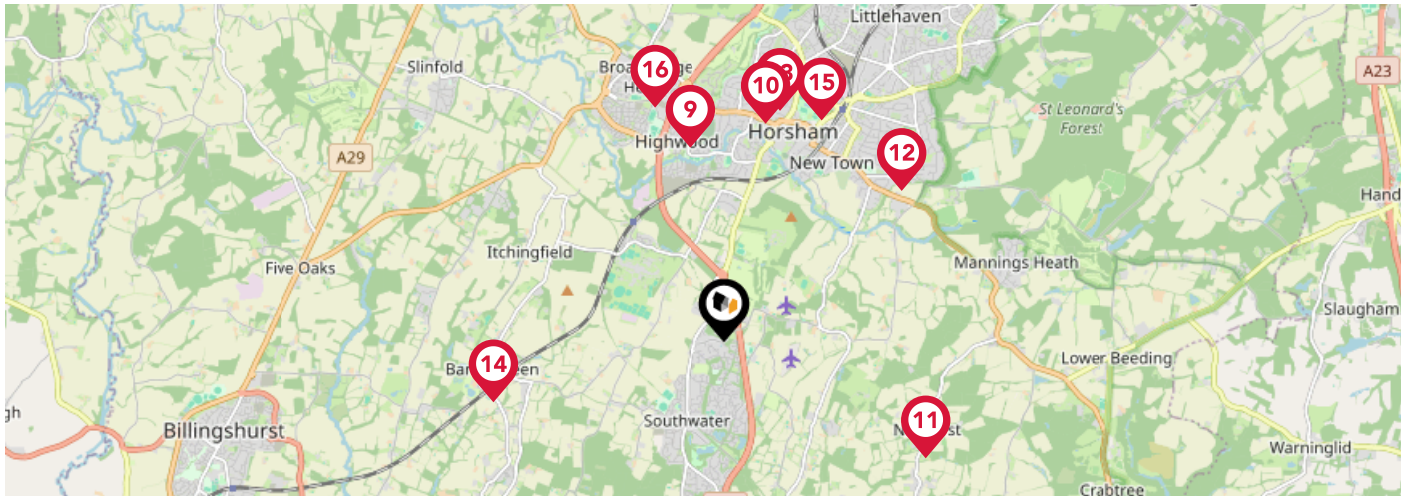 Littlehaven
Slinfold
16
10
15
A23
9
St Leonard's
Forest
Highwood
Horsham
A29
New Town
12
Hand
Itchingfield
Five Oaks
Mannings Heath
Slaugham
14
Lower Beeding
gh
Billingshurst
Southwater
11
Warninglid
Crabtree